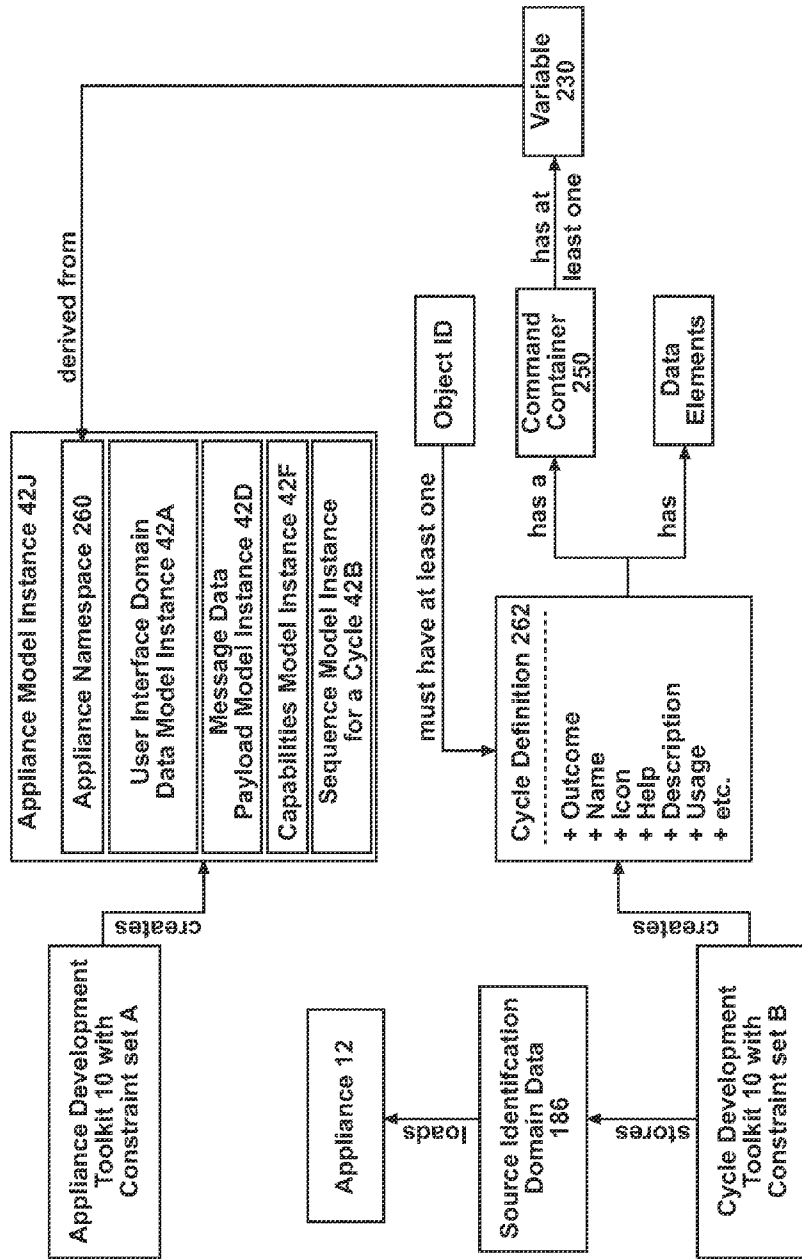 Appliance Development
Toolkit 10 with
Constraint set A
creates
Appliance Model Instance 42J
Appliance Namespace 260
User Interface Domain
Data Model Instance 42A
Message Data
Payload Model Instance 42D
Capabilities Model Instance 42F
Sequence Model Instance
for a Cycle 42B
derived from
Variable
230
has at
least one
Command
Container
250
Object ID
must have at least one
Data
Elements
has a
has
Cycle Definition 262
+ Outcome
+ Name
+ Icon
+ Help
+ Description
+ Usage
+ etc.
creates
Appliance 12
loads
Source Identifcation
Domain Data
186
stores
Cycle Development
Toolkit 10 with
Constraint set B